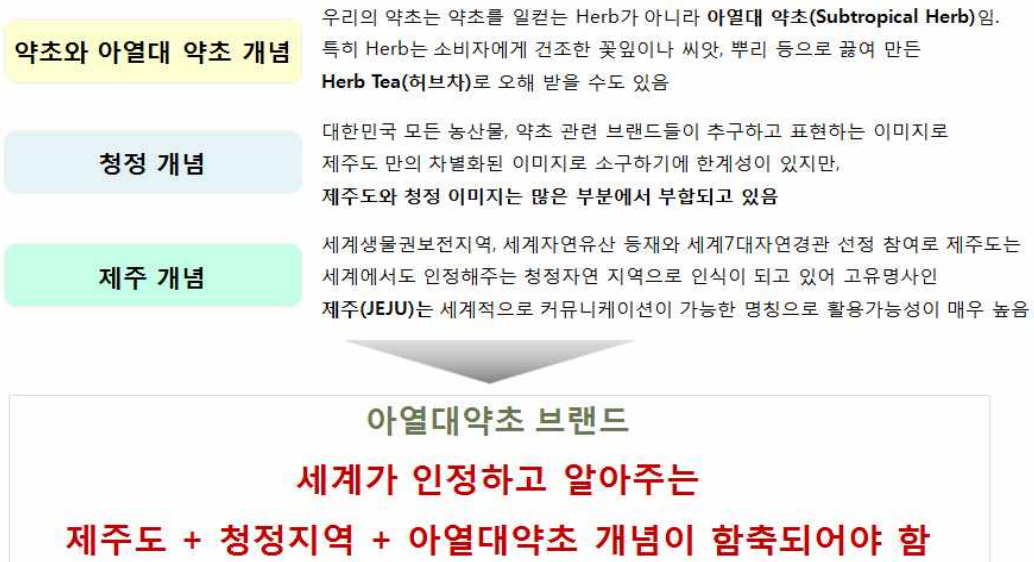 약초와 아열대 약초 개념
우리의 약초는 약초를 일컫는 Herb가 아니라 아열대 약초(Subtropical Herb)임.
특히 Herb는 소비자에게 건조한 꽃잎이나 씨앗, 뿌리 등으로 끓여 만든
Herb Tea(허브차)로 오해 받을 수도 있음
청정 개념
대한민국 모든 농산물, 약초 관련 브랜드들이 추구하고 표현하는 이미지로
제주도 만의 차별화된 이미지로 소구하기에 한계성이 있지만,
제주도와 청정 이미지는 많은 부분에서 부합되고 있음
제주 개념
세계생물권보전지역, 세계자연유산 등재와 세계7대자연경관 선정 참여로 제주도는
세계에서도 인정해주는 청정자연 지역으로 인식이 되고 있어 고유명사인
제주(JEJU)는 세계적으로 커뮤니케이션이 가능한 명칭으로 활용가능성이 매우 높음
아열대약초 브랜드
세계가 인정하고 알아주는
제주도 + 청정지역 + 아열대약초 개념이 함축되어야 함